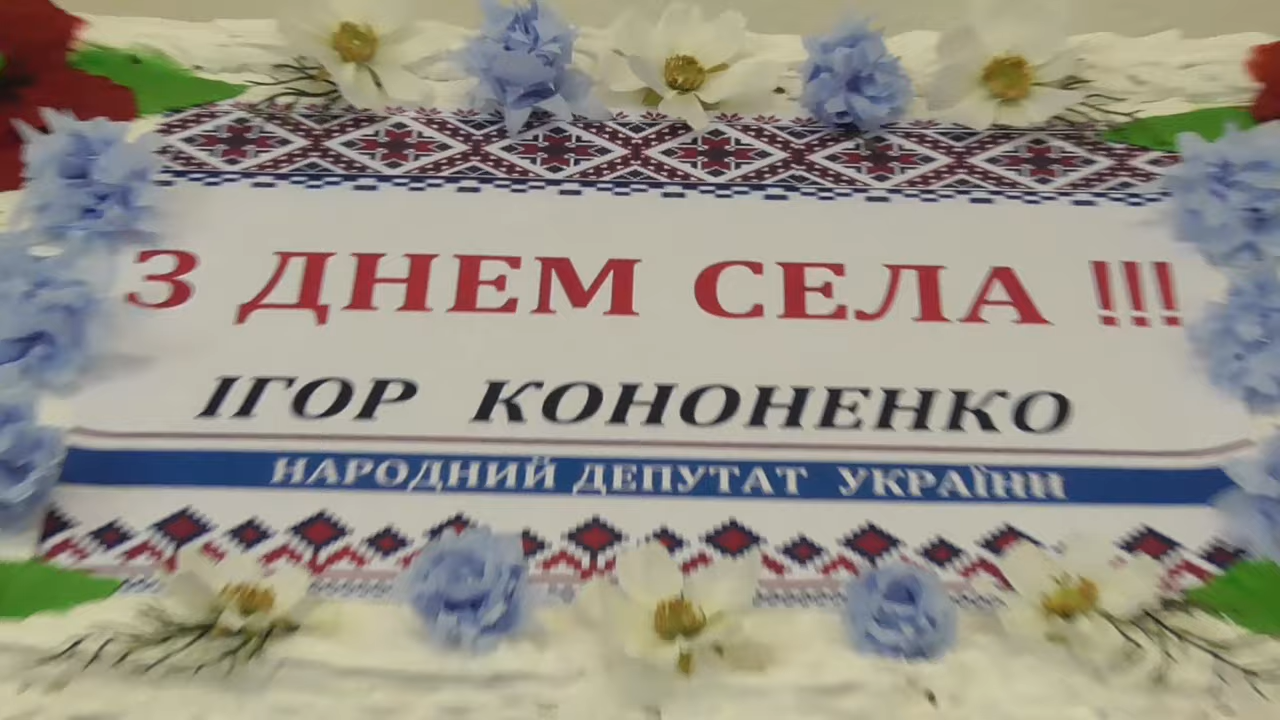 З ДНЕМ СЕЛА !!!
ІГОР КОНОНЕНКО
НАРОДНИЙ ДЕПУТАТ УКРАЇНИ